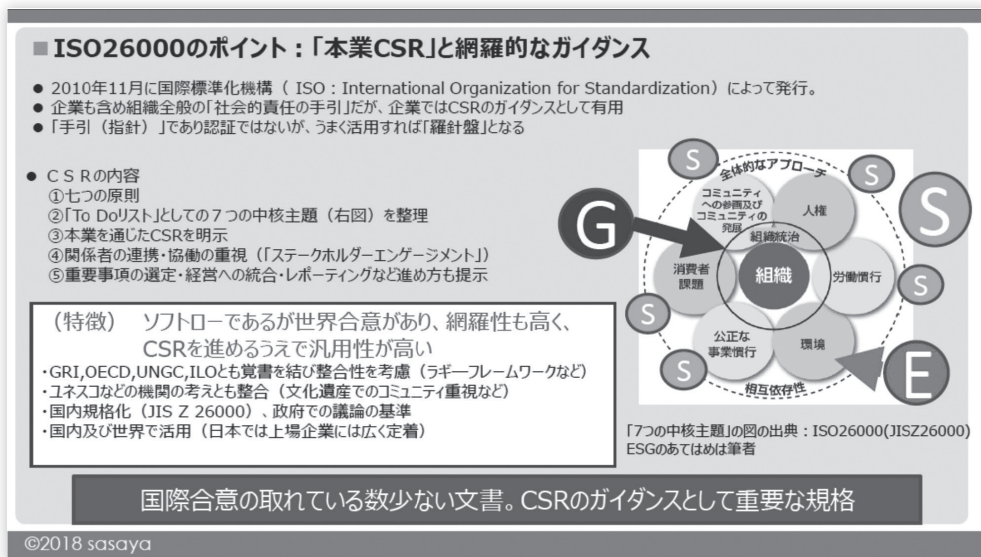 ■ISO26000のポイント：「本業CSR」と網羅的なガイダンス
● 2010年11月に国際標準化機構（ ISO：International Organization for Standardization）によって発行。
● 企業も含め組織全般の「社会的責任の手引」だが、企業ではCSRのガイダンスとして有用
● 「手引（指針）」であり認証ではないが、うまく活用すれば「羅針盤」となる
● ＣＳＲの内容
①七つの原則
②「To Doリスト」としての７つの中核主題（右図）を整理
③本業を通じたCSRを明示
④関係者の連携・協働の重視（「ステークホルダーエンゲージメント」）
⑤重要事項の選定・経営への統合・レポーティングなど進め方も提示
（特徴） ソフトローであるが世界合意があり、網羅性も高く、
CSRを進めるうえで汎用性が高い
・GRI,OECD,UNGC,ILOとも覚書を結び整合性を考慮（ラギーフレームワークなど）
・ユネスコなどの機関の考えとも整合（文化遺産でのコミュニティ重視など）
・国内規格化（JIS Z 26000）、政府での議論の基準
・国内及び世界で活用（日本では上場企業には広く定着）
S
全体的なアプローチ
S
S
コミュニティ
への参画及び
コミュニティの
発展
人権
G
組織統治
消費者
課題
組織
労働慣行
S
S
公正な
事業慣行
環境
S
E
相互依存性
「7つの中核主題」の図の出典：ISO26000(JISZ26000)
ESGのあてはめは筆者
国際合意の取れている数少ない文書。CSRのガイダンスとして重要な規格
©2018 sasaya